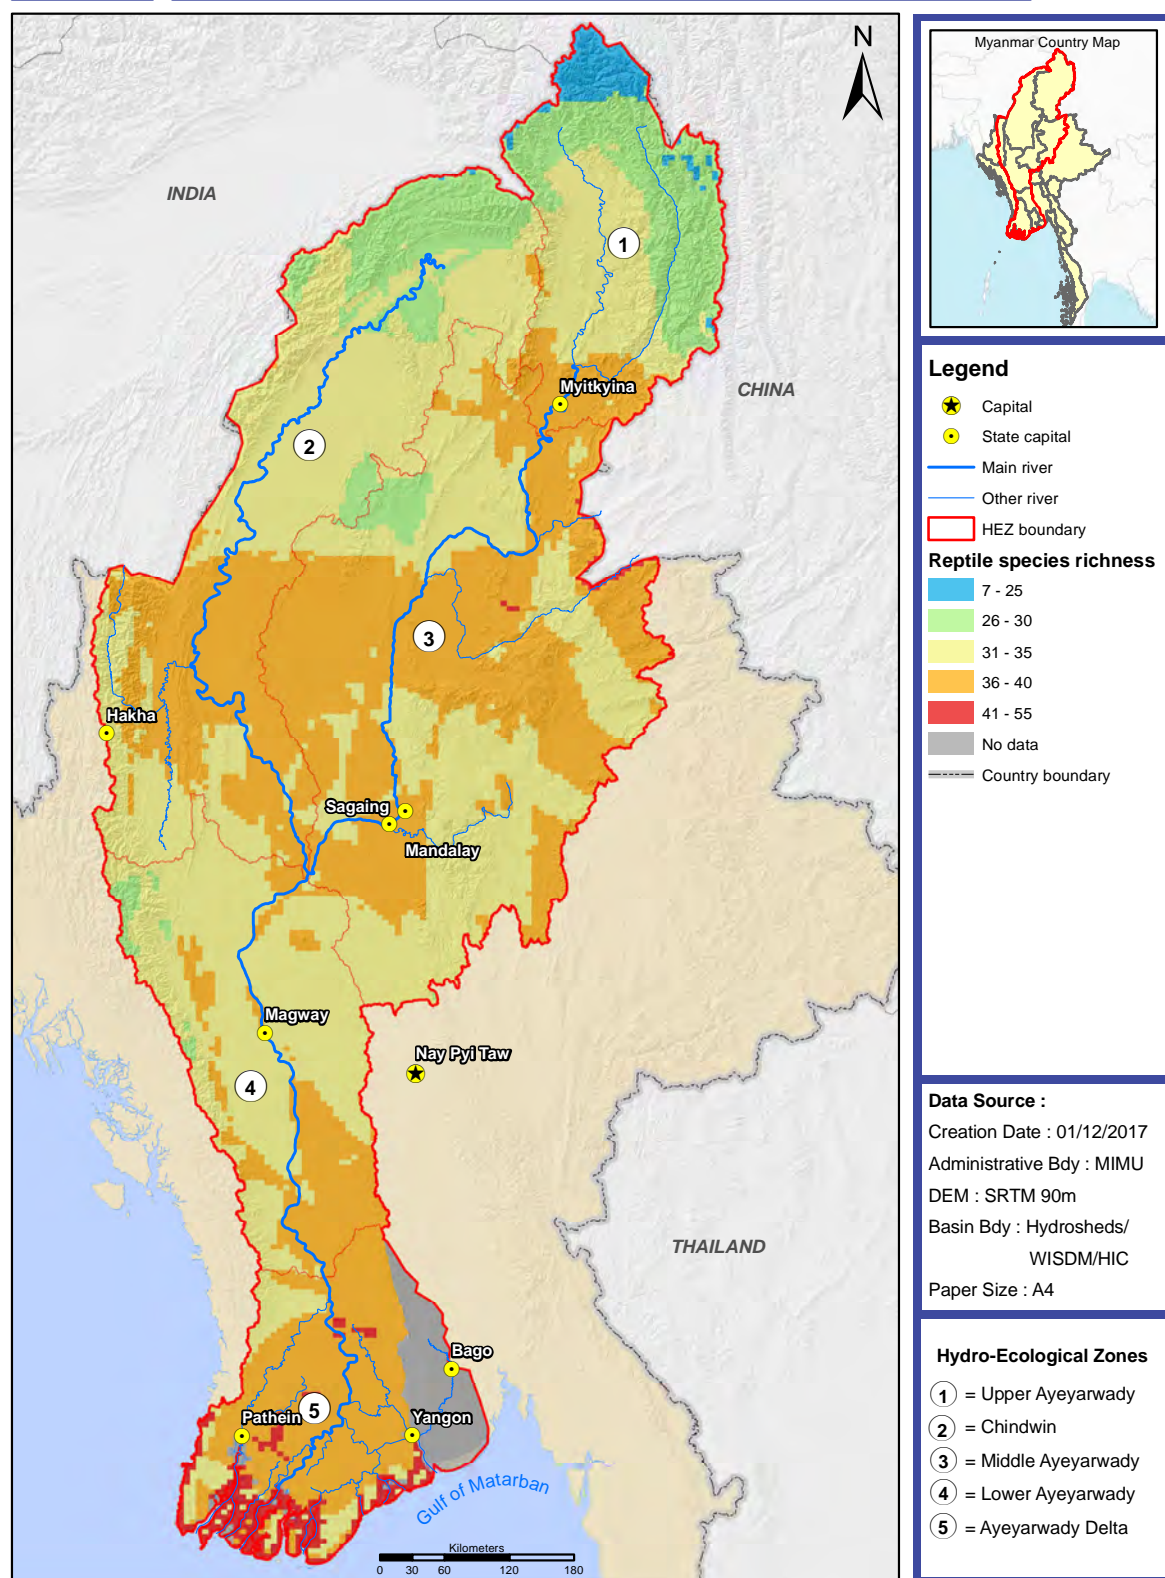 N
INDIA
1
CHINA
Myitkyina
2
3
Hakha
Sagaing
Mandalay
Magway
Nay Pyi Taw
4
THAILAND
Bago
5
Pathein
Yangon
Gulf of Matarban
Kilometers
0 30 60 120 180
Myanmar Country Map
Legend
Capital
State capital
Main river
Other river
HEZ boundary
Reptile species richness
7 - 25
26 - 30
31 - 35
36 - 40
41 - 55
No data
Country boundary
Data Source :
Creation Date : 01/12/2017
Administrative Bdy : MIMU
DEM : SRTM 90m
Basin Bdy : Hydrosheds/
WISDM/HIC
Paper Size : A4
Hydro-Ecological Zones
1 = Upper Ayeyarwady
2 = Chindwin
3 = Middle Ayeyarwady
4 = Lower Ayeyarwady
5 = Ayeyarwady Delta